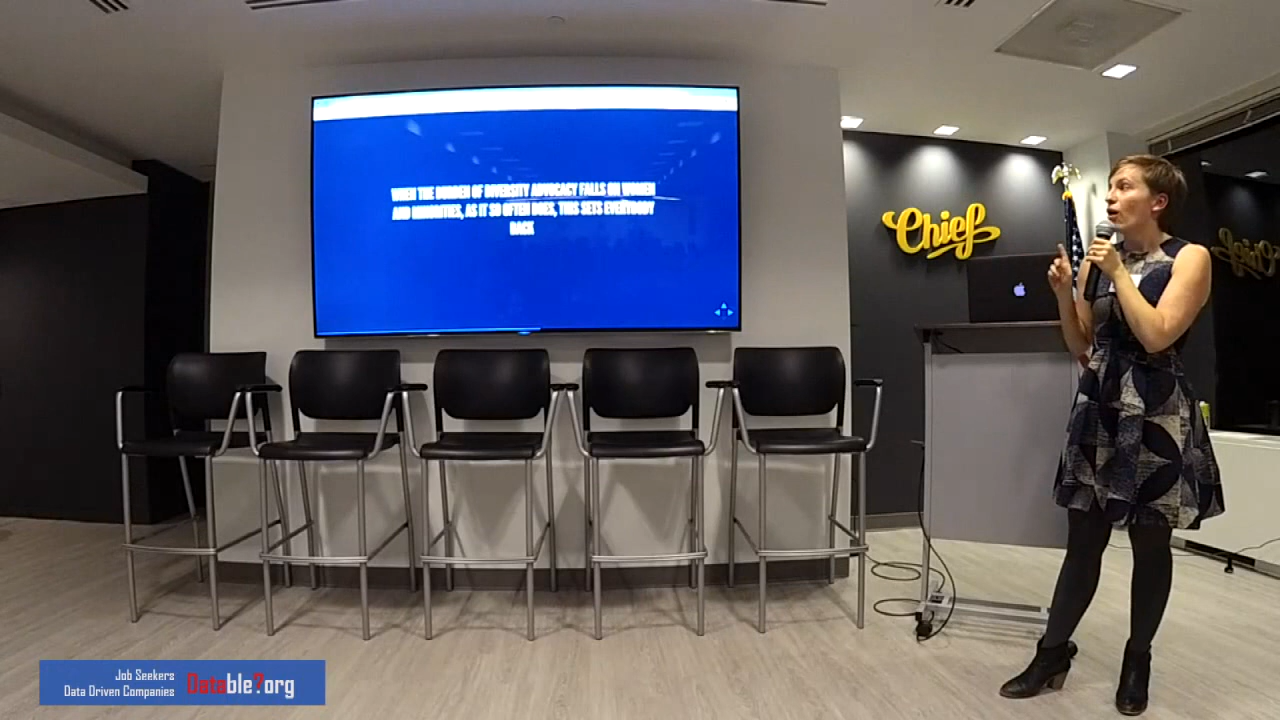 WHEN THE BURDEN OF DIVERSITY ADVOCACY FALLS ON WOMEN
AND MINORITIES, AS IT SO OFTEN DOES, THIS SETS EVERYBODY
BACK
Chief
Chief
Job Seekers
Data Driven Companies
Datable?org